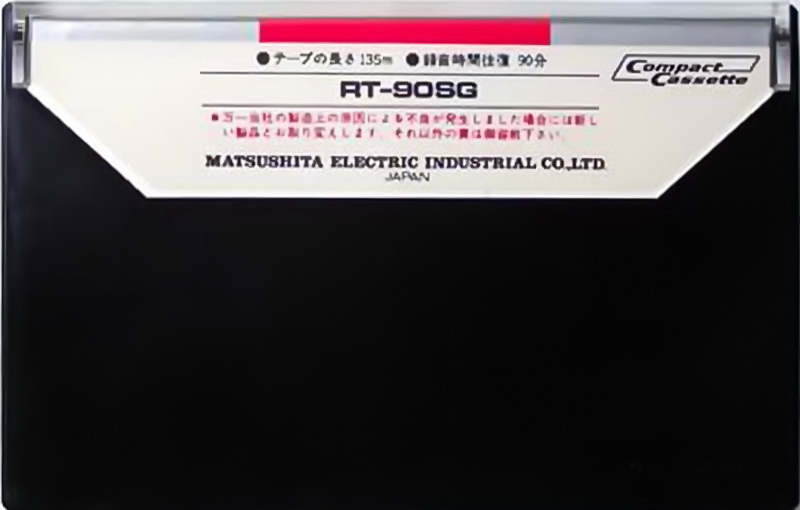 ●テープの長さ 135m ●録音時間往復 90分
Compact
Cassette
RT-90SG
●万一当社の製造上の原因による不良が発生しました場合には新し
い製品とお取り変えします。それ以外の責は御容赦下さい。
MATSUSHITA ELECTRIC INDUSTRIAL CO.,LTD.
JAPAN